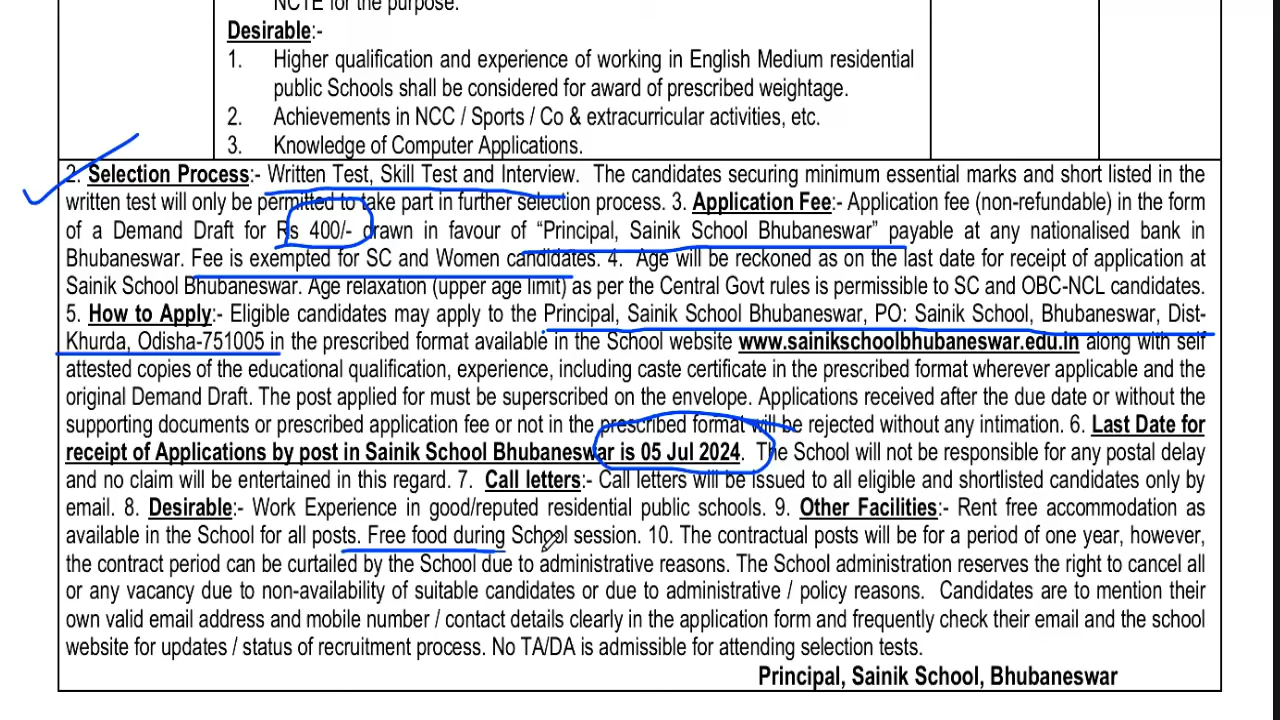 NCTE for the purpose.
Desirable:-
1. Higher qualification and experience of working in English Medium residential
public Schools shall be considered for award of prescribed weightage.
2. Achievements in NCC / Sports / Co & extracurricular activities, etc.
3. Knowledge of Computer Applications.
2. Selection Process:- Written Test, Skill Test and Interview. The candidates securing minimum essential marks and short listed in the
written test will only be permitted to take part in further selection process. 3. Application Fee:- Application fee (non-refundable) in the form
of a Demand Draft for Rs 400/- drawn in favour of “Principal, Sainik School Bhubaneswar” payable at any nationalised bank in
Bhubaneswar. Fee is exempted for SC and Women candidates. 4. Age will be reckoned as on the last date for receipt of application at
Sainik School Bhubaneswar. Age relaxation (upper age limit) as per the Central Govt rules is permissible to SC and OBC-NCL candidates.
5. How to Apply:- Eligible candidates may apply to the Principal, Sainik School Bhubaneswar, PO: Sainik School, Bhubaneswar, Dist-
Khurda, Odisha-751005 in the prescribed format available in the School website www.sainikschoolbhubaneswar.edu.in along with self
attested copies of the educational qualification, experience, including caste certificate in the prescribed format wherever applicable and the
original Demand Draft. The post applied for must be superscribed on the envelope. Applications received after the due date or without the
supporting documents or prescribed application fee or not in the prescribed format will be rejected without any intimation. 6. Last Date for
receipt of Applications by post in Sainik School Bhubaneswar is 05 Jul 2024. The School will not be responsible for any postal delay
and no claim will be entertained in this regard. 7. Call letters:- Call letters will be issued to all eligible and shortlisted candidates only by
email. 8. Desirable:- Work Experience in good/reputed residential public schools. 9. Other Facilities:- Rent free accommodation as
available in the School for all posts. Free food during School session. 10. The contractual posts will be for a period of one year, however,
the contract period can be curtailed by the School due to administrative reasons. The School administration reserves the right to cancel all
or any vacancy due to non-availability of suitable candidates or due to administrative / policy reasons. Candidates are to mention their
own valid email address and mobile number / contact details clearly in the application form and frequently check their email and the school
website for updates / status of recruitment process. No TA/DA is admissible for attending selection tests.
Principal, Sainik School, Bhubaneswar